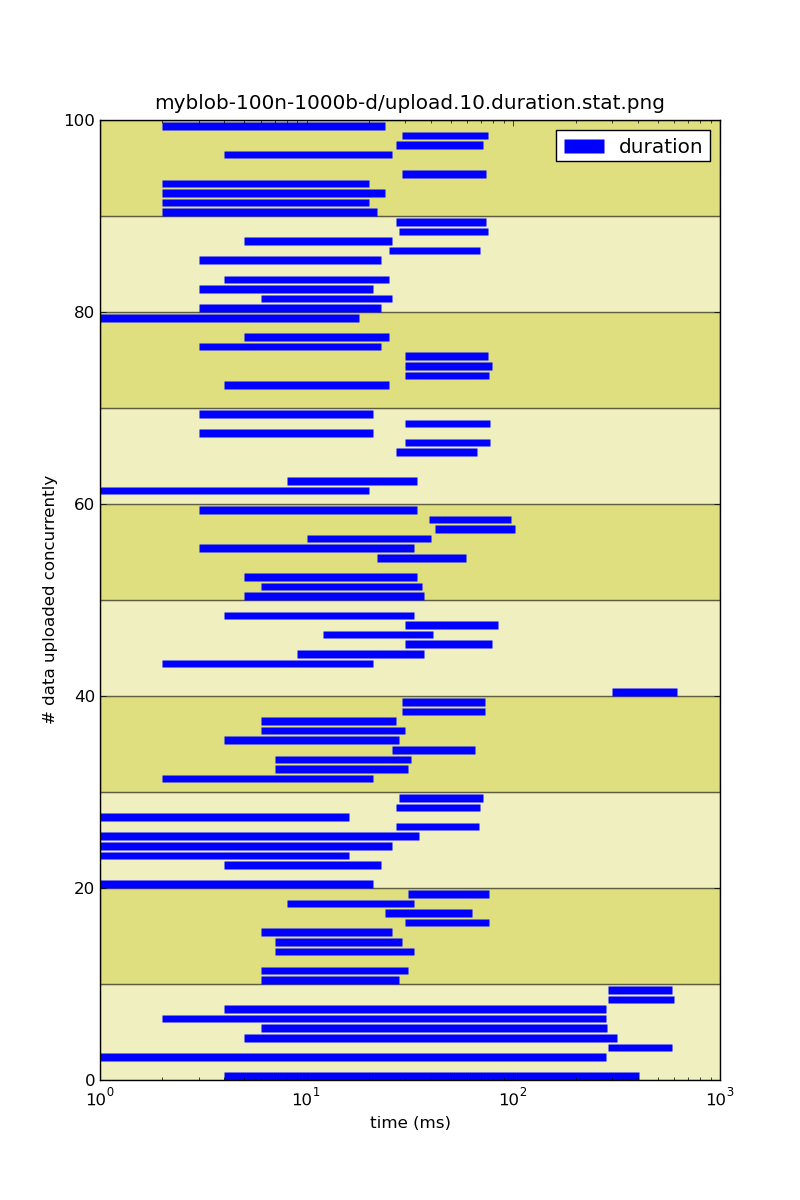 myblob-100n-1000b-d/upload.10.duration.stat.png
duration
100
80
60
40
20
0
# data uploaded concurrently
10^0 10^1 10^2 10^3
time (ms)